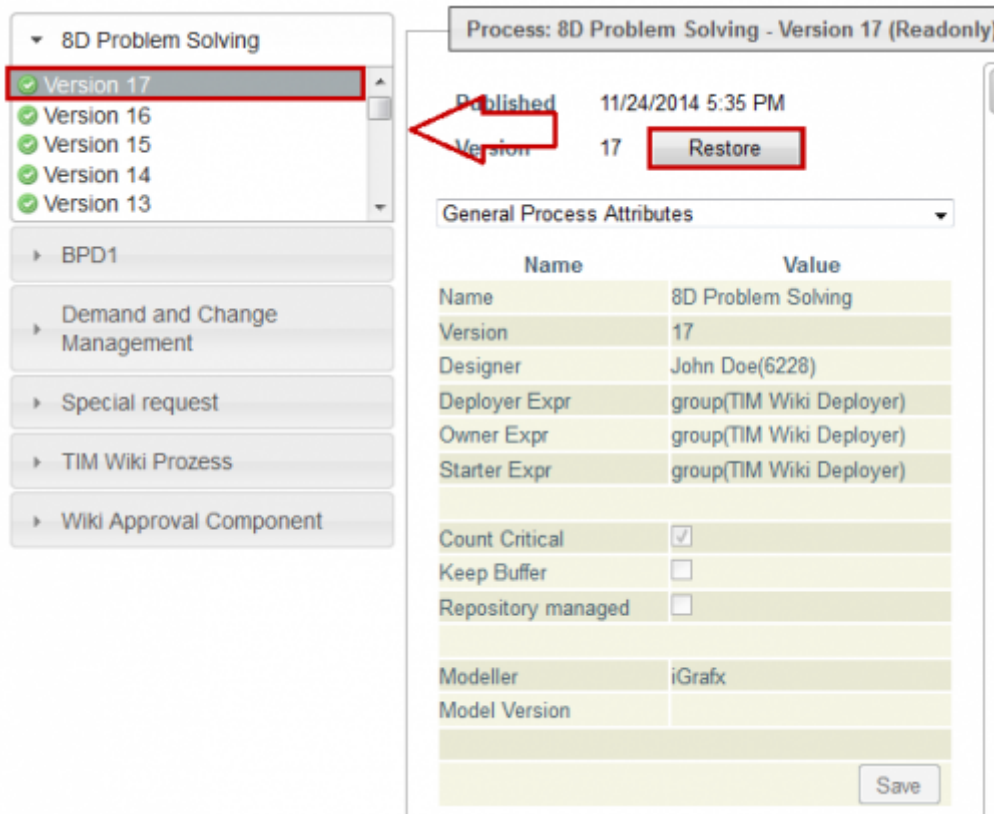 8D Problem Solving
Version 17
Version 16
Version 15
Version 14
Version 13
BPD1
Demand and Change
Management
Special request
TIM Wiki Prozess
Wiki Approval Component
Process: 8D Problem Solving - Version 17 (Readonly)
Published 11/24/2014 5:35 PM
Version 17 Restore
General Process Attributes
Name Value
Name 8D Problem Solving
Version 17
Designer John Doe(6228)
Deployer Expr group(TIM Wiki Deployer)
Owner Expr group(TIM Wiki Deployer)
Starter Expr group(TIM Wiki Deployer)
Count Critical
Keep Buffer
Repository managed
Modeller iGrafx
Model Version
Save